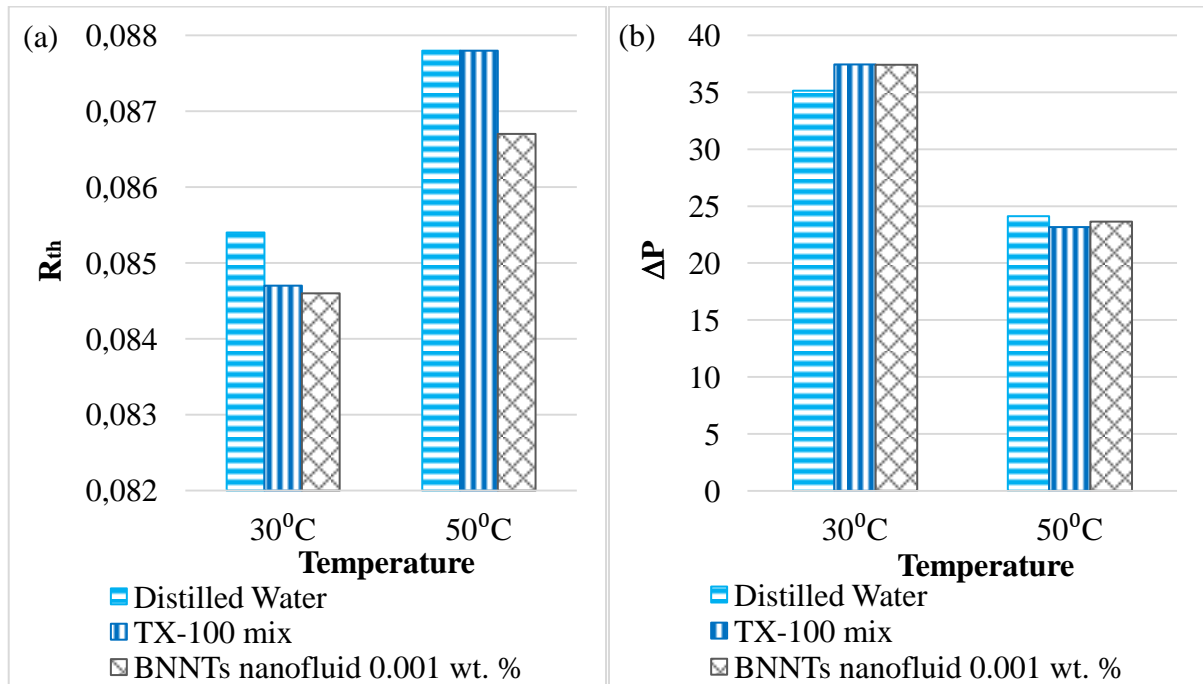 (a)
0,088
0,087
0,086
0,085
0,084
0,083
0,082
Rth
30⁰C 50⁰C
Temperature
Distilled Water
TX-100 mix
BNNTs nanofluid 0.001 wt. %
(b)
40
35
30
25
20
15
10
5
0
ΔP
30⁰C 50⁰C
Temperature
Distilled Water
TX-100 mix
BNNTs nanofluid 0.001 wt. %